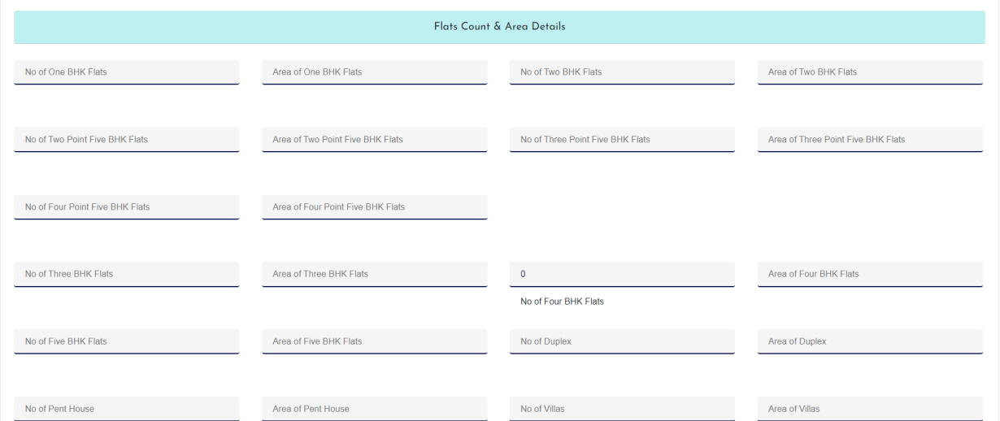 Flats Count & Area Details
No of One BHK Flats Area of One BHK Flats No of Two BHK Flats Area of Two BHK Flats
No of Two Point Five BHK Flats Area of Two Point Five BHK Flats No of Three Point Five BHK Flats Area of Three Point Five BHK Flats
No of Four Point Five BHK Flats Area of Four Point Five BHK Flats
No of Three BHK Flats Area of Three BHK Flats 0 Area of Four BHK Flats
No of Four BHK Flats
No of Five BHK Flats Area of Five BHK Flats No of Duplex Area of Duplex
No of Pent House Area of Pent House No of Villas Area of Villas